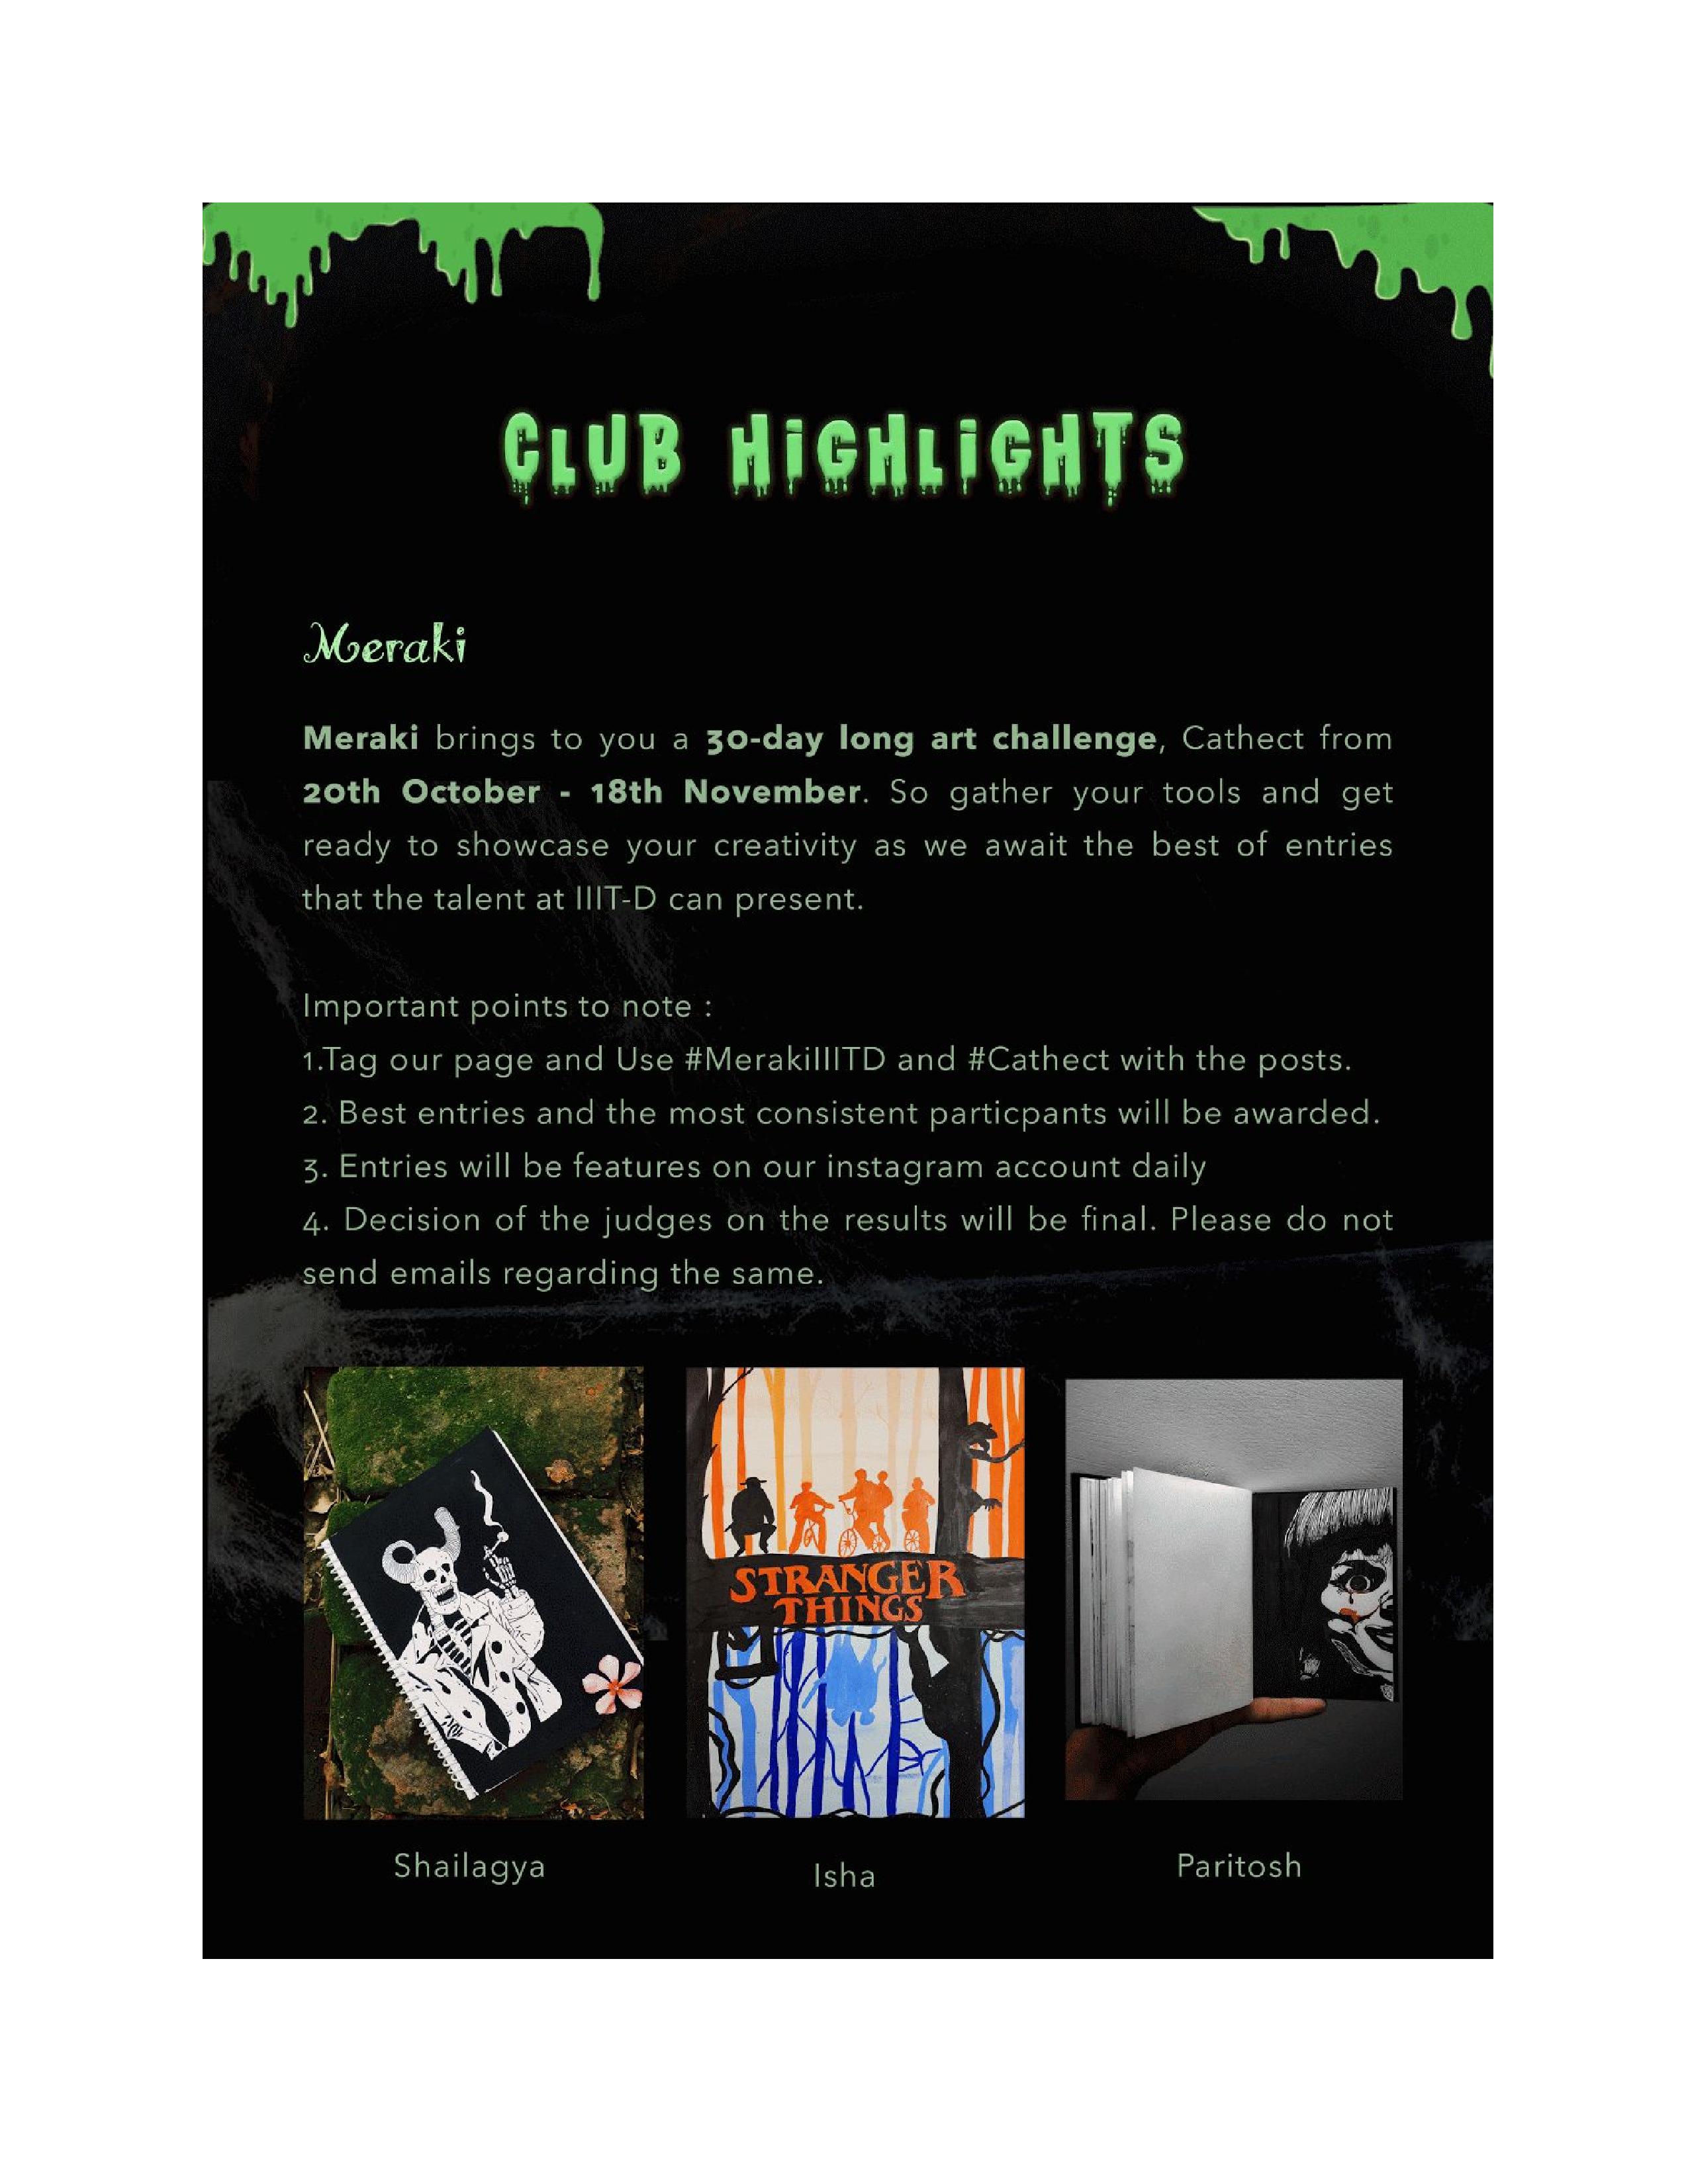 CLUB HiGHLiGHTS
Meraki
Meraki brings to you a 30-day long art challenge, Cathect from
20th October - 18th November. So gather your tools and get
ready to showcase your creativity as we await the best of entries
that the talent at IIIT-D can present.
Important points to note :
1.Tag our page and Use #MerakiIIITD and #Cathect with the posts.
2. Best entries and the most consistent particpants will be awarded.
3. Entries will be features on our instagram account daily
4. Decision of the judges on the results will be final. Please do not
send emails regarding the same.
STRANGER
THINGS
Shailagya
Isha
Paritosh